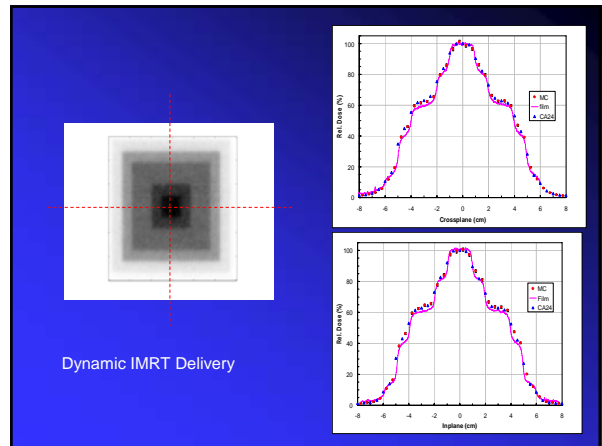 Dynamic IMRT Delivery
Rel. Dose (%)
100
80
60
40
20
0
MC
film
CA24
-8 -6 -4 -2 0 2 4 6 8
Crossplane (cm)
Rel. Dose (%)
100
80
60
40
20
0
MC
Film
CA24
-8 -6 -4 -2 0 2 4 6 8
Inplane (cm)